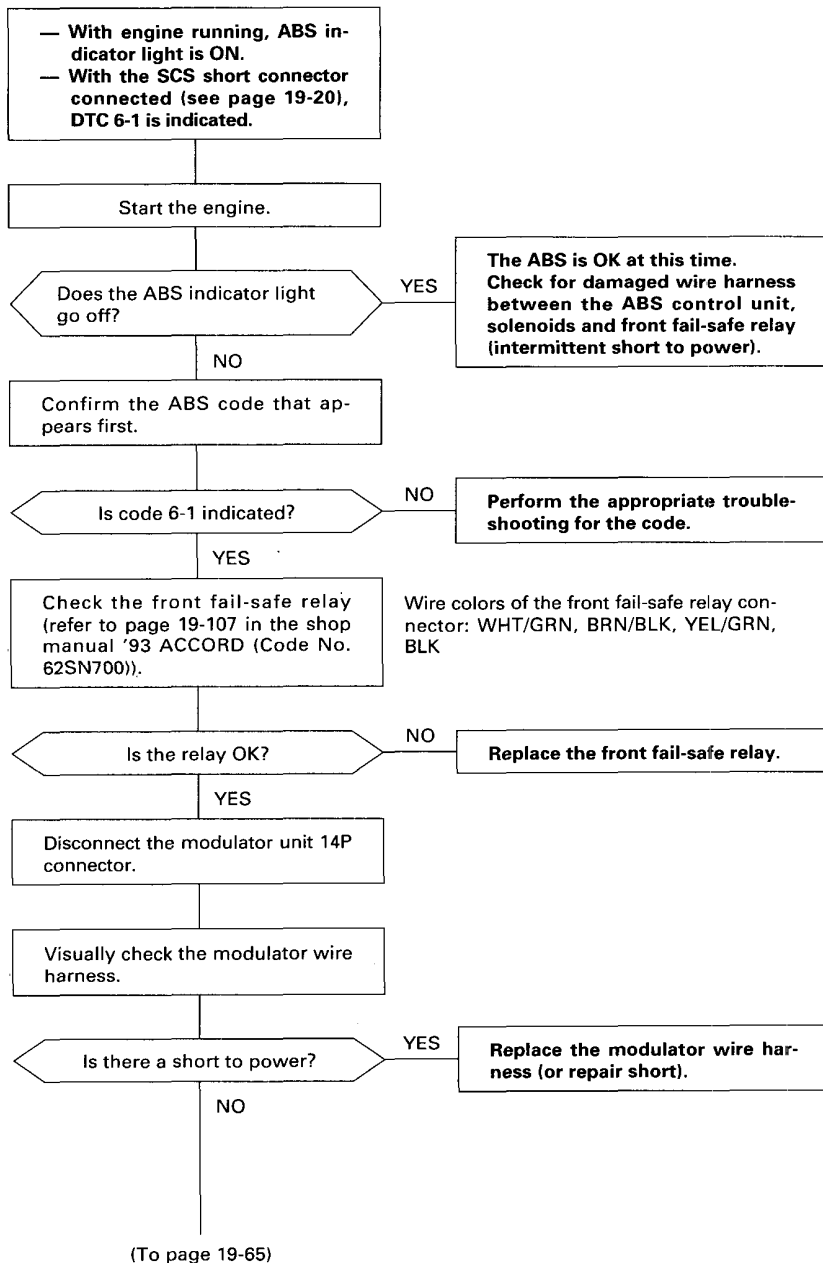 — With engine running, ABS in-
dicator light is ON.
— With the SCS short connector
connected (see page 19-20),
DTC 6-1 is indicated.
Start the engine.
Does the ABS indicator light
go off?
YES
The ABS is OK at this time.
Check for damaged wire harness
between the ABS control unit,
solenoids and front fail-safe relay
(intermittent short to power).
NO
Confirm the ABS code that ap-
pears first.
Is code 6-1 indicated?
NO
Perform the appropriate trouble-
shooting for the code.
YES
Check the front fail-safe relay
(refer to page 19-107 in the shop
manual '93 ACCORD (Code No.
62SN700)).
Wire colors of the front fail-safe relay con-
nector: WHT/GRN, BRN/BLK, YEL/GRN,
BLK
Is the relay OK?
NO
Replace the front fail-safe relay.
YES
Disconnect the modulator unit 14P
connector.
Visually check the modulator wire
harness.
Is there a short to power?
YES
Replace the modulator wire har-
ness (or repair short).
NO
(To page 19-65)